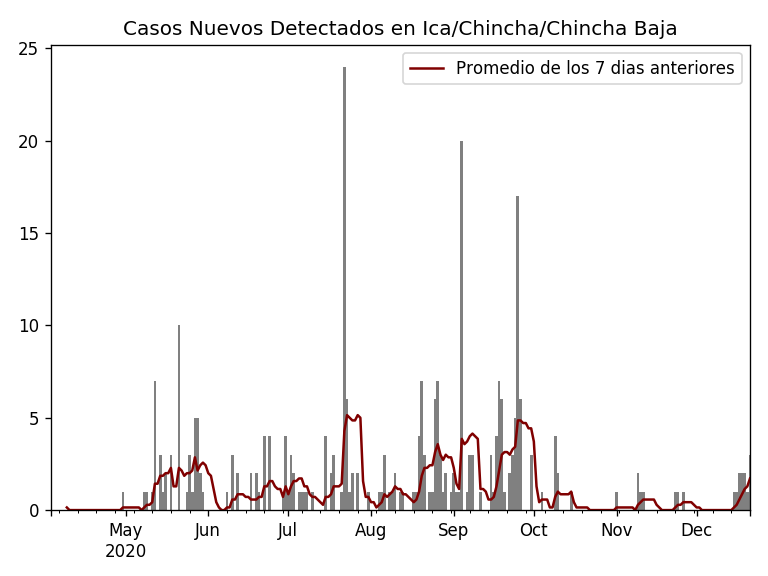 Casos Nuevos Detectados en Ica/Chincha/Chincha Baja
Promedio de los 7 dias anteriores
25
20
15
10
5
0
May Jun Jul Aug Sep Oct Nov Dec
2020